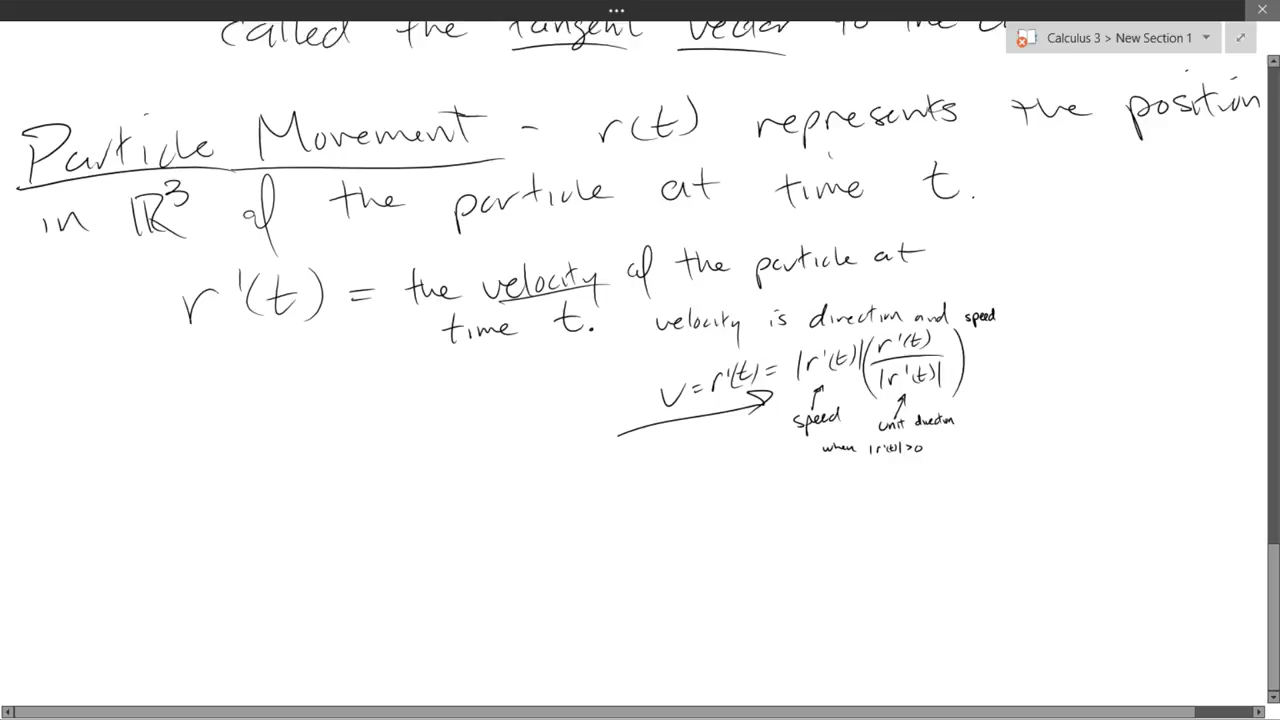 called the tangent vector to the
Calculus 3 > New Section 1
Particle Movement - r(t) represents the position
in ℝ³ of the particle at time t.
r'(t) = the velocity of the particle at
time t. velocity is direction and speed
v = r'(t) = |r'(t)| (r'(t)/|r'(t)|)
speed unit direction
when |r'(t)| > 0